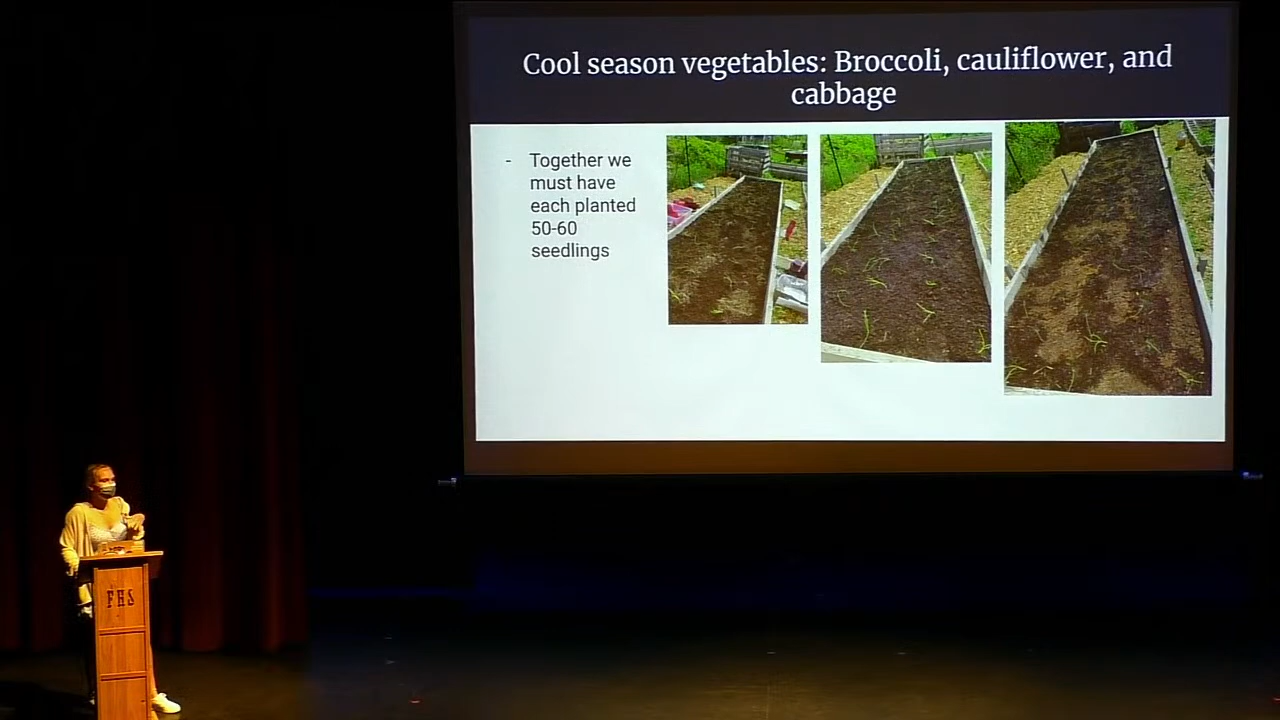 Cool season vegetables: Broccoli, cauliflower, and
cabbage
- Together we
must have
each planted
50-60
seedlings
FHS